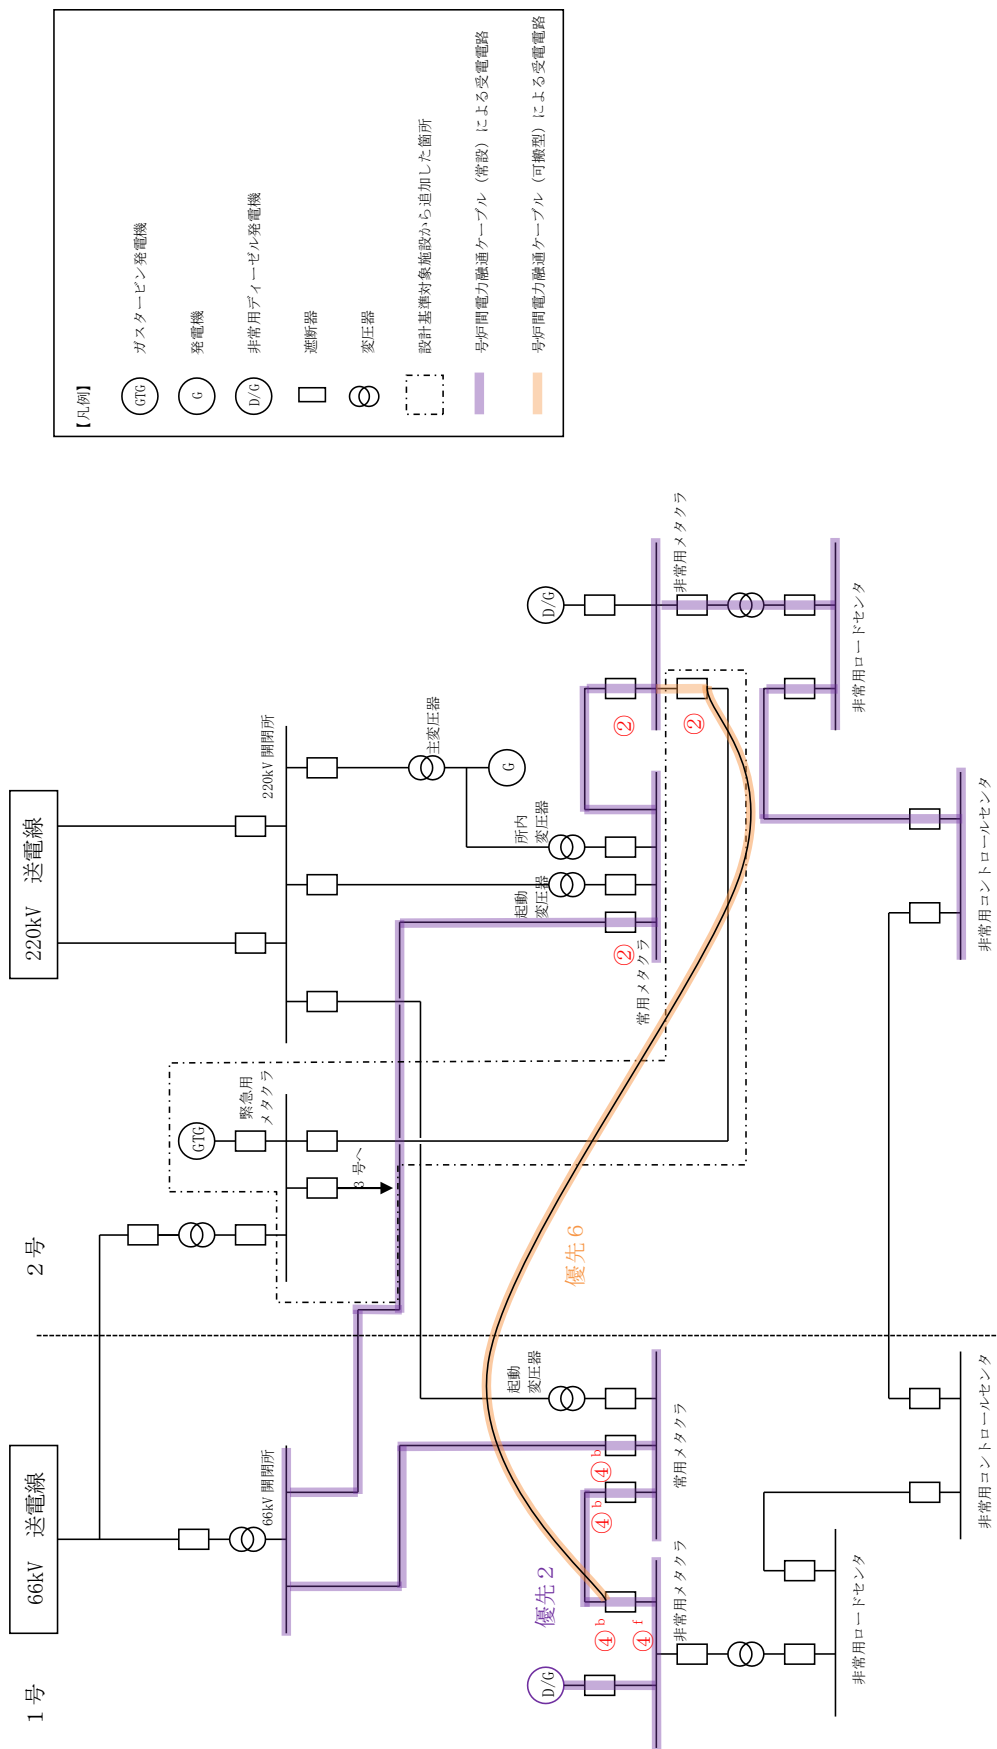 1号
2号
66kV 送電線
220kV 送電線
66kV 開閉所
220kV 開閉所
GTG
緊急用
メタクラ
3 号へ
主変圧器
G
所内
変圧器
起動
変圧器
起動
変圧器
常用メタクラ
常用メタクラ
非常用メタクラ
非常用メタクラ
D/G
D/G
優先2
優先6
②
②
②
④b
④b
④b
④f
非常用ロードセンタ
非常用ロードセンタ
非常用コントロールセンタ
非常用コントロールセンタ
【凡例】
GTG ガスタービン発電機
G 発電機
D/G 非常用ディーゼル発電機
遮断器
変圧器
設計基準対象施設から追加した箇所
号炉間電力融通ケーブル（常設）による受電電路
号炉間電力融通ケーブル（可搬型）による受電電路